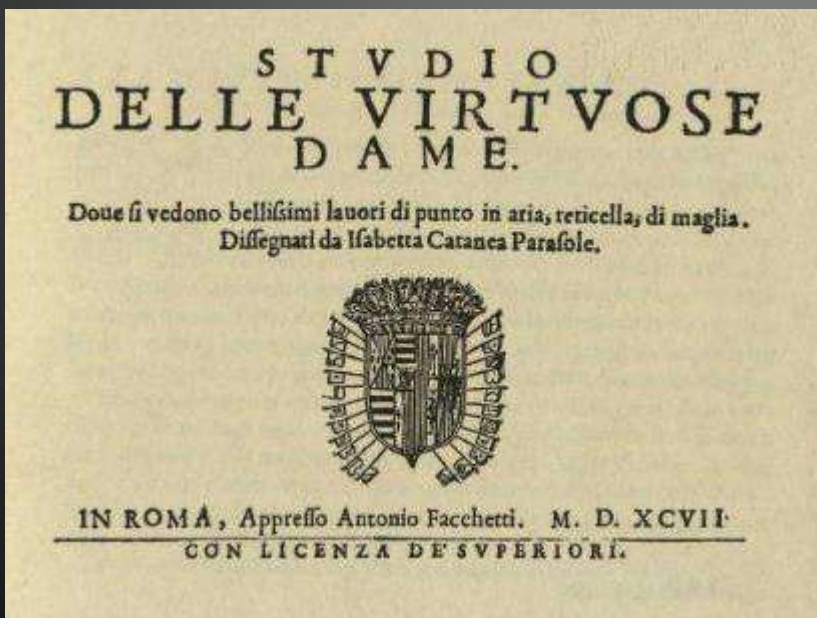 STVDIO
DELLE VIRTVOSE
DAME.
Doue ſi vedono belliſſimi lauori di punto in aria, reticella, di maglia.
Diſſegnati da Iſabetta Catanea Paraſole.
IN ROMA, Appreſſo Antonio Facchetti. M. D. XCVII.
CON LICENZA DE'SVPERIORI.